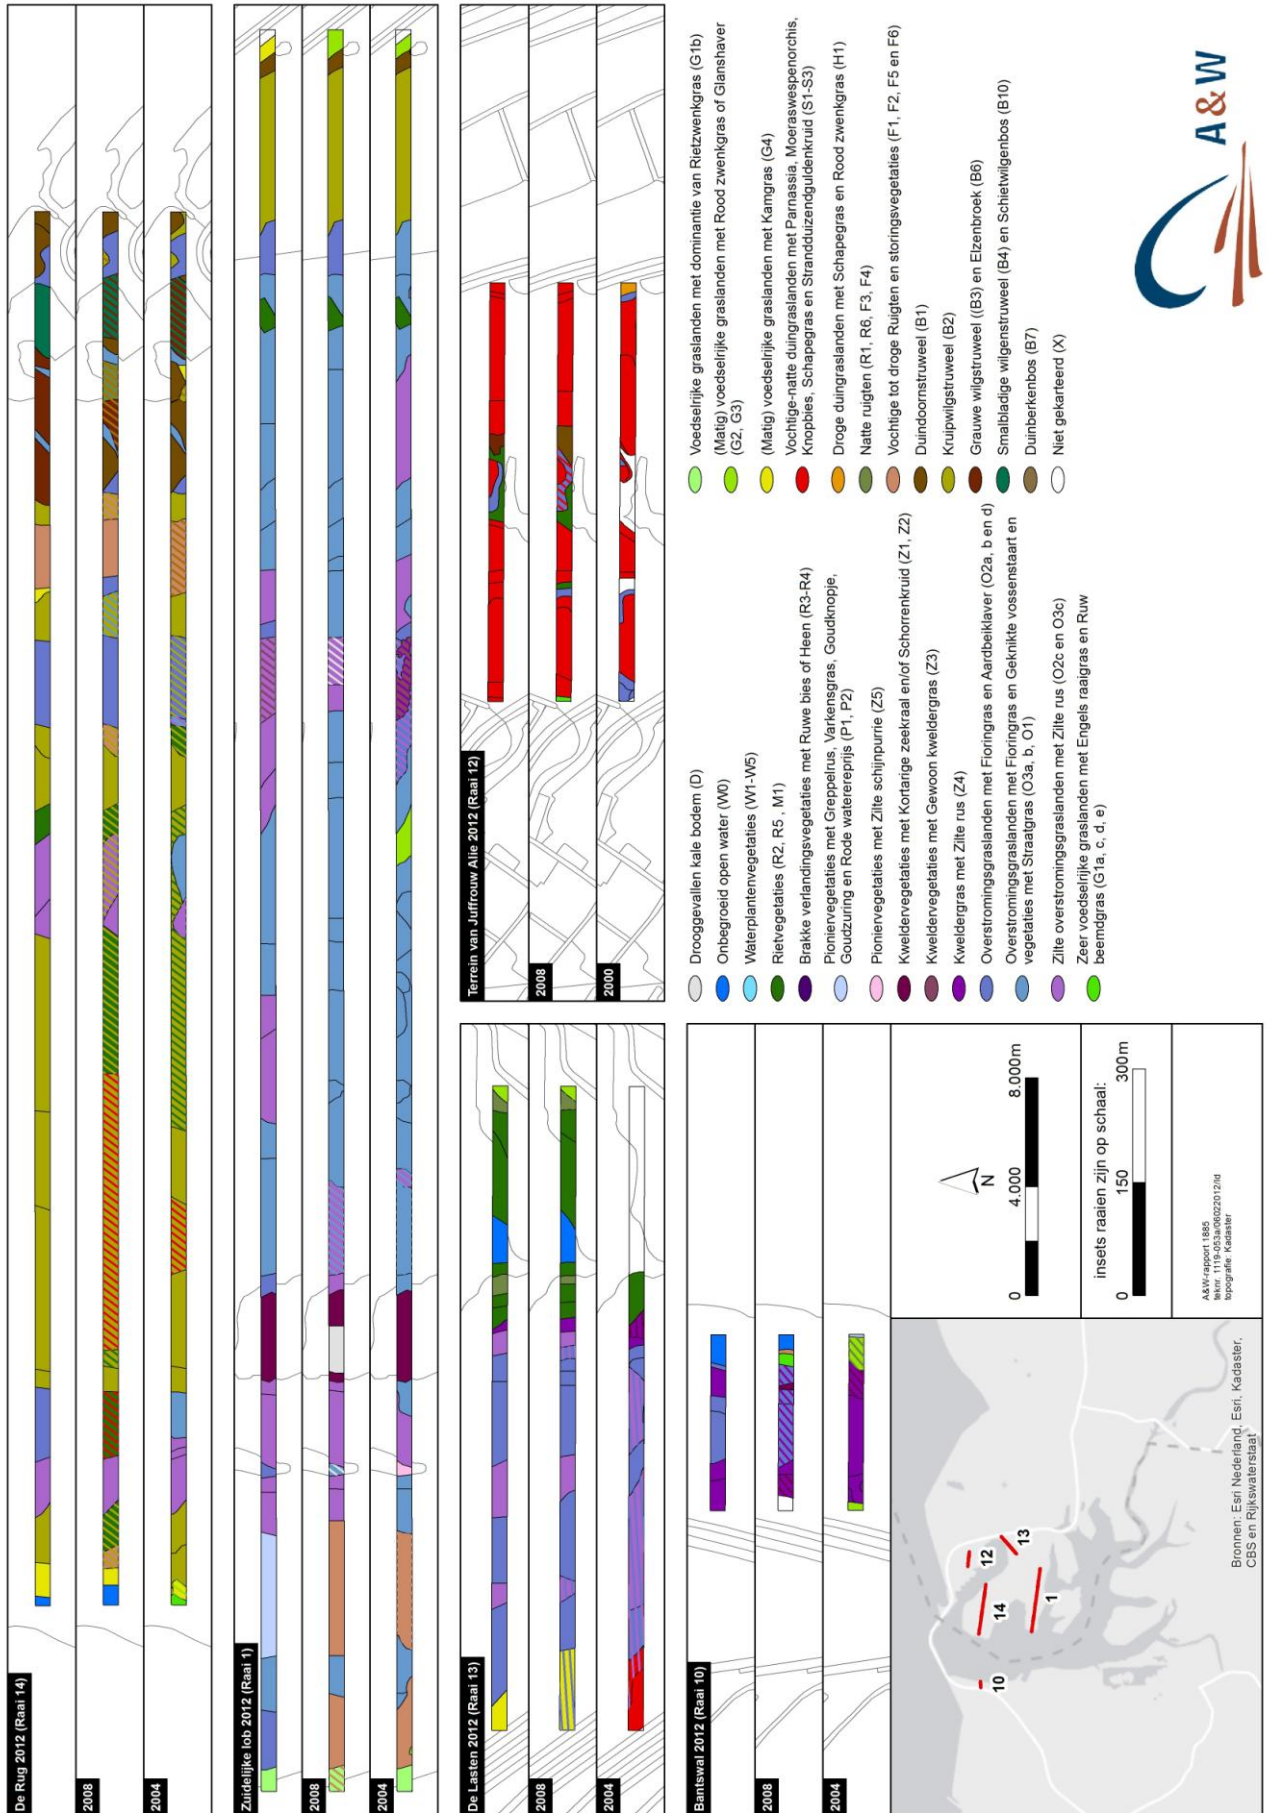 De Rug 2012 (Raai 14)
2008
2004
Zuidelijke lob 2012 (Raai 1)
2008
2004
De Lasten 2012 (Raai 13)
2008
2004
Terrein van Juffrouw Alie 2012 (Raai 12)
2008
2000
Bantswal 2012 (Raai 10)
2008
2004
Drooggevallen kale bodem (D)
Onbegroeid open water (W0)
Waterplantenvegetaties (W1-W5)
Rietvegetaties (R2, R5 , M1)
Brakke verlandingsvegetaties met Ruwe bies of Heen (R3-R4)
Pioniervegetaties met Greppelrus, Varkensgras, Goudknopje,
Goudzuring en Rode waterereprijs (P1, P2)
Pioniervegetaties met Zilte schijnpurrie (Z5)
Kweldervegetaties met Kortarige zeekraal en/of Schorrenkruid (Z1, Z2)
Kweldervegetaties met Gewoon kweldergras (Z3)
Kweldergras met Zilte rus (Z4)
Overstromingsgraslanden met Fioringras en Aardbeiklaver (O2a, b en d)
Overstromingsgraslanden met Fioringras en Geknikte vossenstaart en
vegetaties met Straatgras (O3a, b, O1)
Zilte overstromingsgraslanden met Zilte rus (O2c en O3c)
Zeer voedselrijke graslanden met Engels raaigras en Ruw
beemdgras (G1a, c, d, e)
Voedselrijke graslanden met dominantie van Rietzwenkgras (G1b)
(Matig) voedselrijke graslanden met Rood zwenkgras of Glanshaver
(G2, G3)
(Matig) voedselrijke graslanden met Kamgras (G4)
Vochtige-natte duingraslanden met Parnassia, Moeraswespenorchis,
Knopbies, Schapegras en Strandduizendguldenkruid (S1-S3)
Droge duingraslanden met Schapegras en Rood zwenkgras (H1)
Natte ruigten (R1, R6, F3, F4)
Vochtige tot droge Ruigten en storingsvegetaties (F1, F2, F5 en F6)
Duindoornstruweel (B1)
Kruipwilgstruweel (B2)
Grauwe wilgstruweel ((B3) en Elzenbroek (B6)
Smalbladige wilgenstruweel (B4) en Schietwilgenbos (B10)
Duinberkenbos (B7)
Niet gekarteerd (X)
10
14
12
13
1
Bronnen: Esri Nederland, Esri, Kadaster,
CBS en Rijkswaterstaat
N
0 4.000 8.000m
insets raaien zijn op schaal:
0 150 300m
A&W-rapport 1885
teknr. 1119-053a/06022012/ld
topografie: Kadaster
A & W